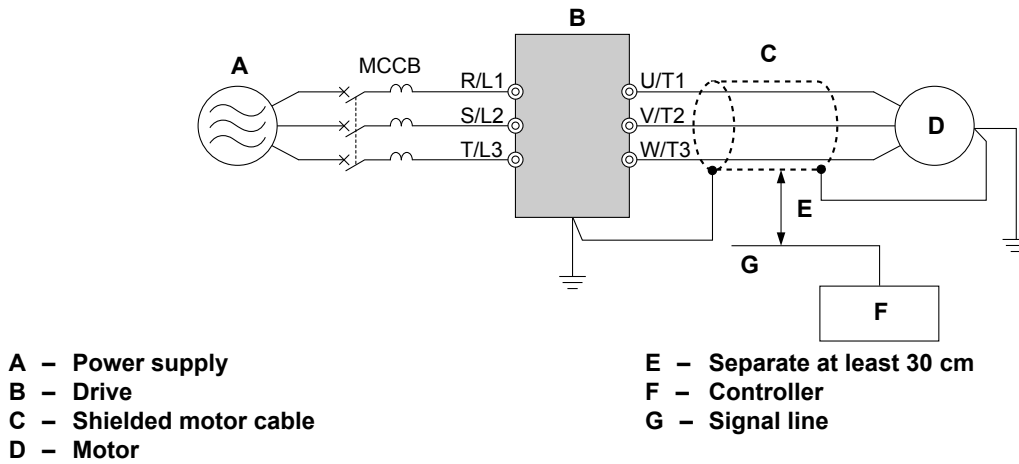 B
C
A
MCCB
R/L1
U/T1
S/L2
V/T2
D
T/L3
W/T3
E
G
F
A – Power supply
B – Drive
C – Shielded motor cable
D – Motor
E – Separate at least 30 cm
F – Controller
G – Signal line